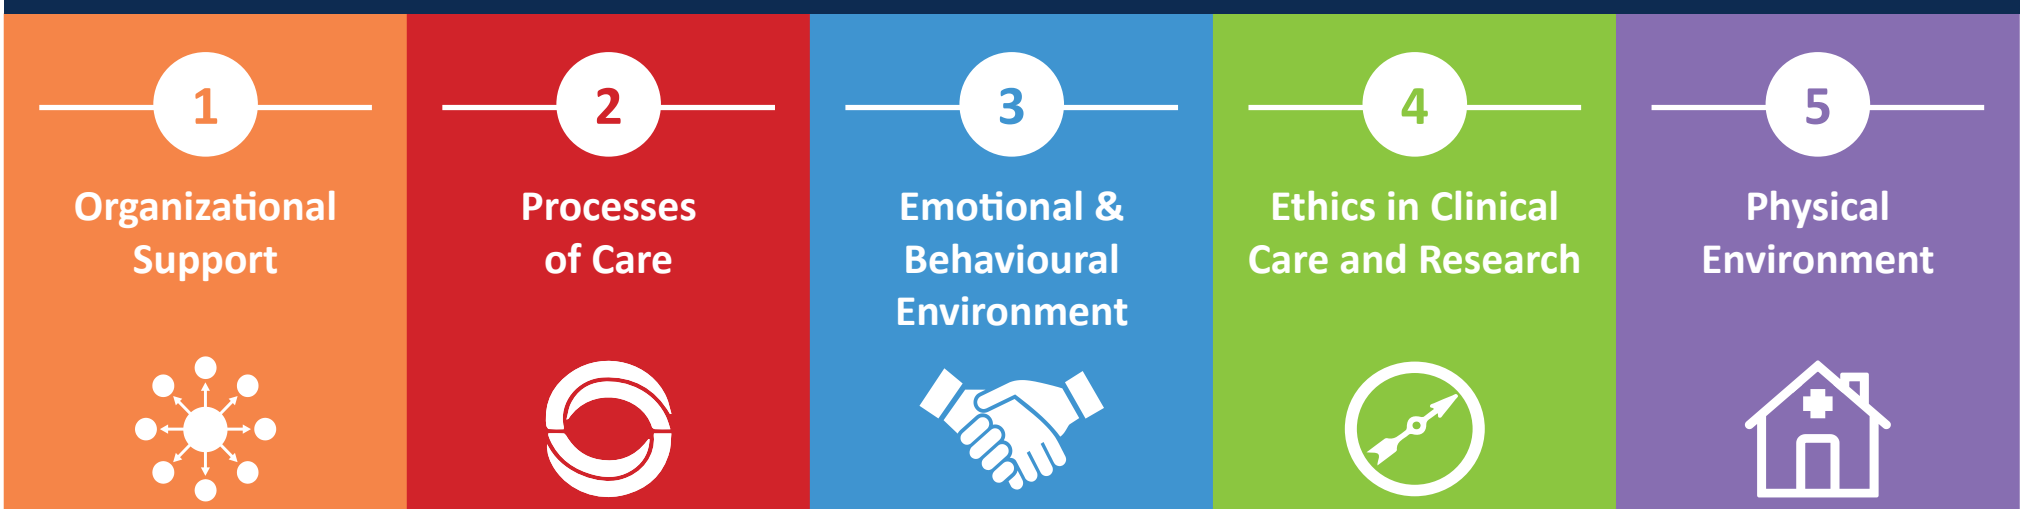 1
Organizational
Support
2
Processes
of Care
3
Emotional &
Behavioural
Environment
4
Ethics in Clinical
Care and Research
5
Physical
Environment